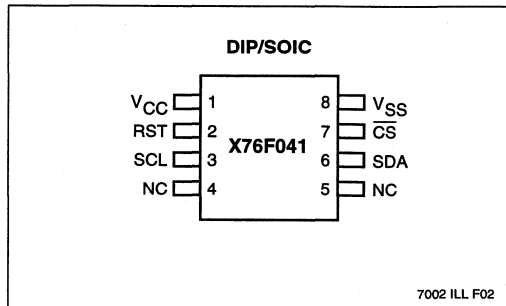 DIP/SOIC
VCC 1 8 VSS
RST 2 7 CS
X76F041
SCL 3 6 SDA
NC 4 5 NC
7002 ILL F02